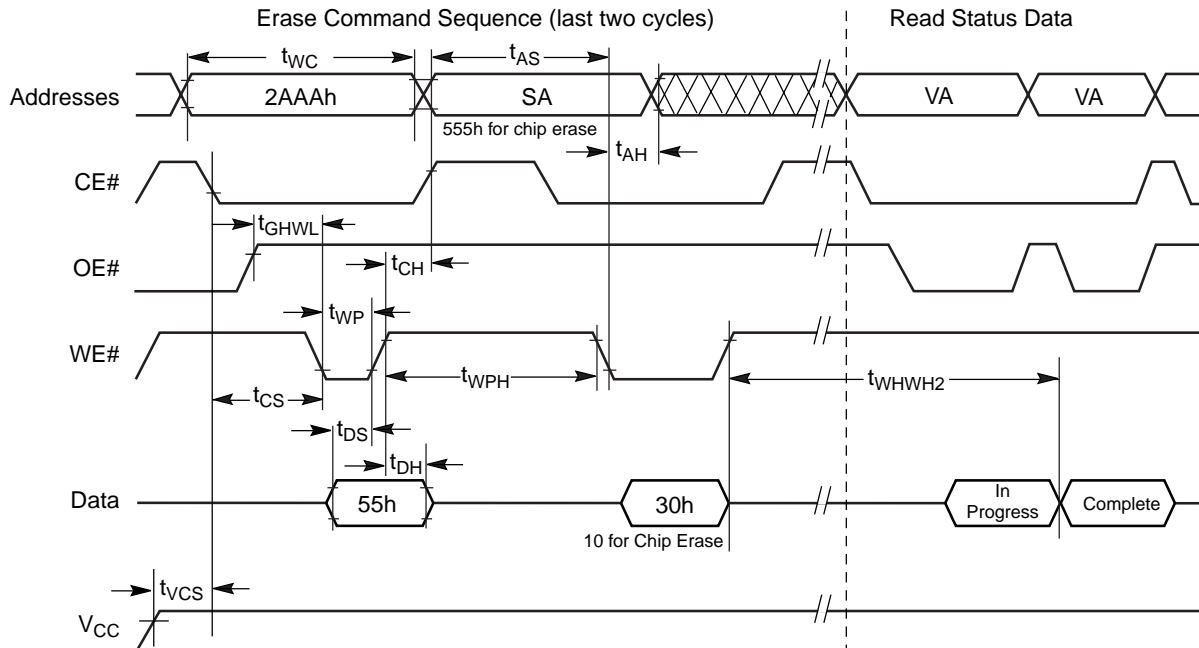 Erase Command Sequence (last two cycles)
Read Status Data
tWC
tAS
Addresses
2AAAh
SA
VA
VA
555h for chip erase
tAH
CE#
tGHWL
OE#
tCH
tWP
WE#
tWPH
tWHWH2
tCS
tDS
tDH
Data
55h
30h
In
Progress
Complete
10 for Chip Erase
tVCS
VCC